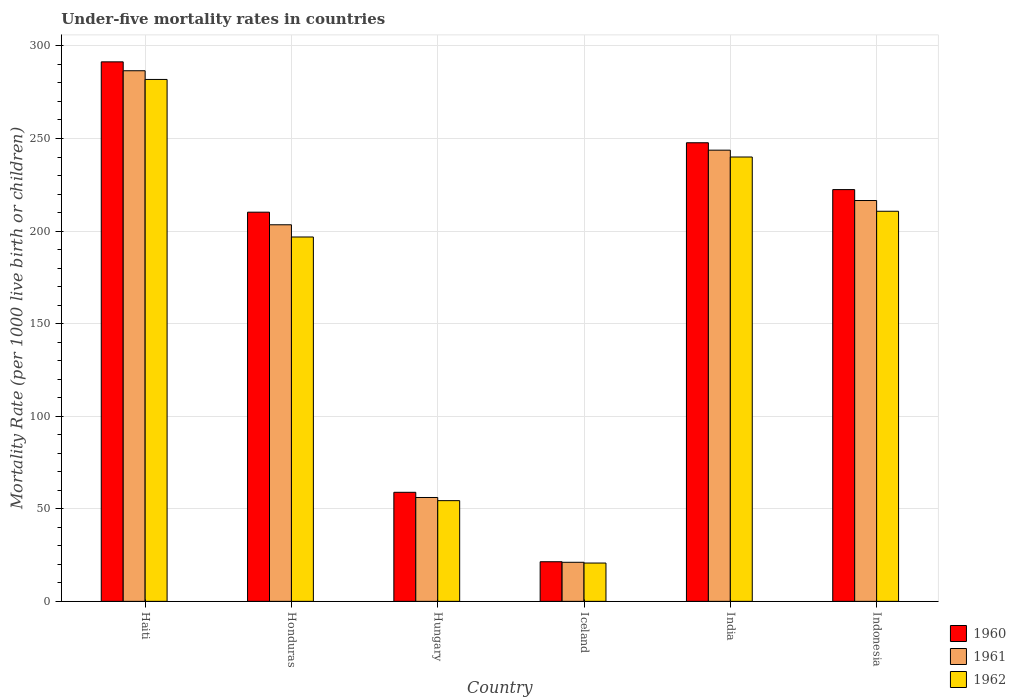 Under-five mortality rates in countries
Mortality Rate (per 1000 live birth or children)
300
250
200
150
100
50
0
Haiti
Honduras
Hungary
Iceland
India
Indonesia
Country
1960
1961
1962